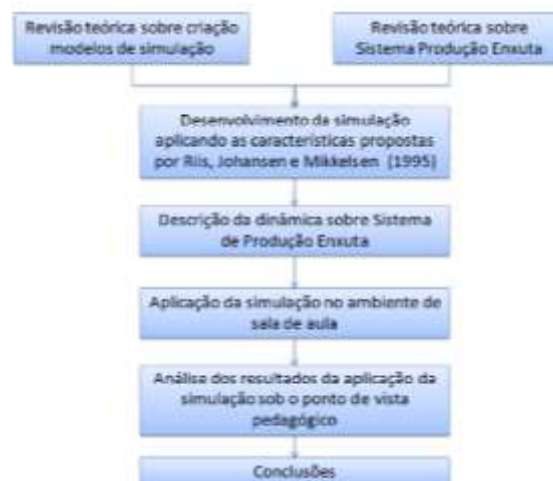 Revisão teórica sobre criação
modelos de simulação
Revisão teórica sobre
Sistema Produção Enxuta
Desenvolvimento da simulação
aplicando as características propostas
por Riis, Johansen e Mikkelsen (1995)
Descrição da dinâmica sobre Sistema
de Produção Enxuta
Aplicação da simulação no ambiente de
sala de aula
Análise dos resultados da aplicação da
simulação sob o ponto de vista
pedagógico
Conclusões